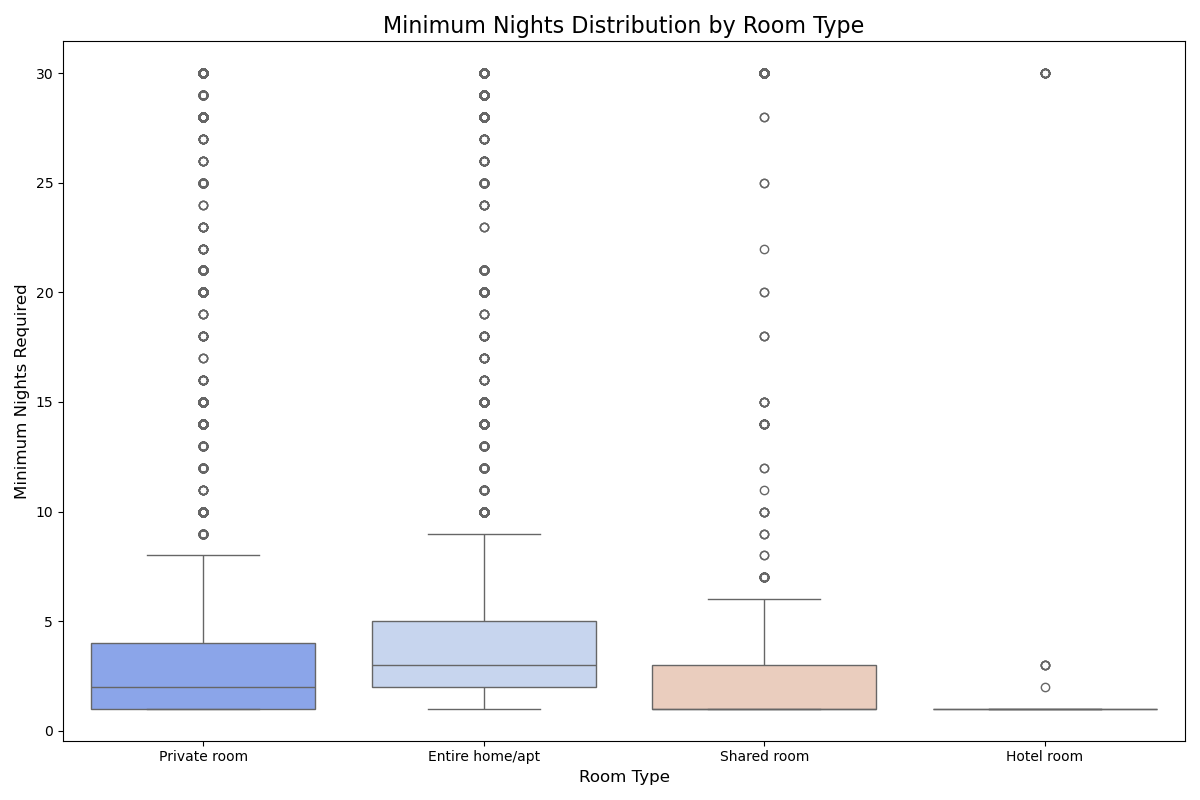 Minimum Nights Distribution by Room Type
Minimum Nights Required
30
25
20
15
10
5
0
Private room
Entire home/apt
Shared room
Hotel room
Room Type